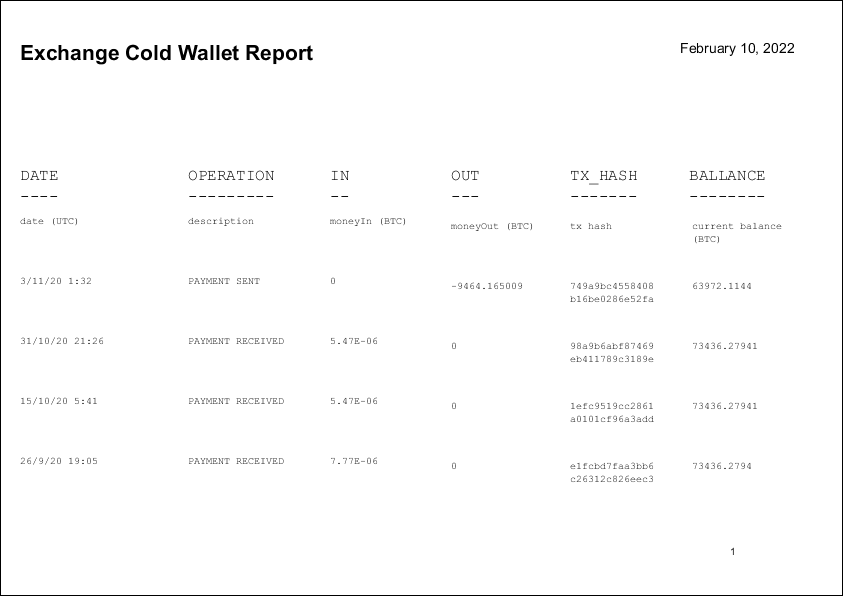 Exchange Cold Wallet Report February 10, 2022
DATE OPERATION IN OUT TX_HASH BALLANCE
---- --------- -- --- ------- --------
date (UTC) description moneyIn (BTC) moneyOut (BTC) tx hash current balance
(BTC)
3/11/20 1:32 PAYMENT SENT 0 -9464.165009 749a9bc4558408 63972.1144
b16be0286e52fa
31/10/20 21:26 PAYMENT RECEIVED 5.47E-06 0 98a9b6abf87469 73436.27941
eb411789c3189e
15/10/20 5:41 PAYMENT RECEIVED 5.47E-06 0 1efc9519cc2861 73436.27941
a0101cf96a3add
26/9/20 19:05 PAYMENT RECEIVED 7.77E-06 0 e1fcbd7faa3bb6 73436.2794
c26312c826eec3
1